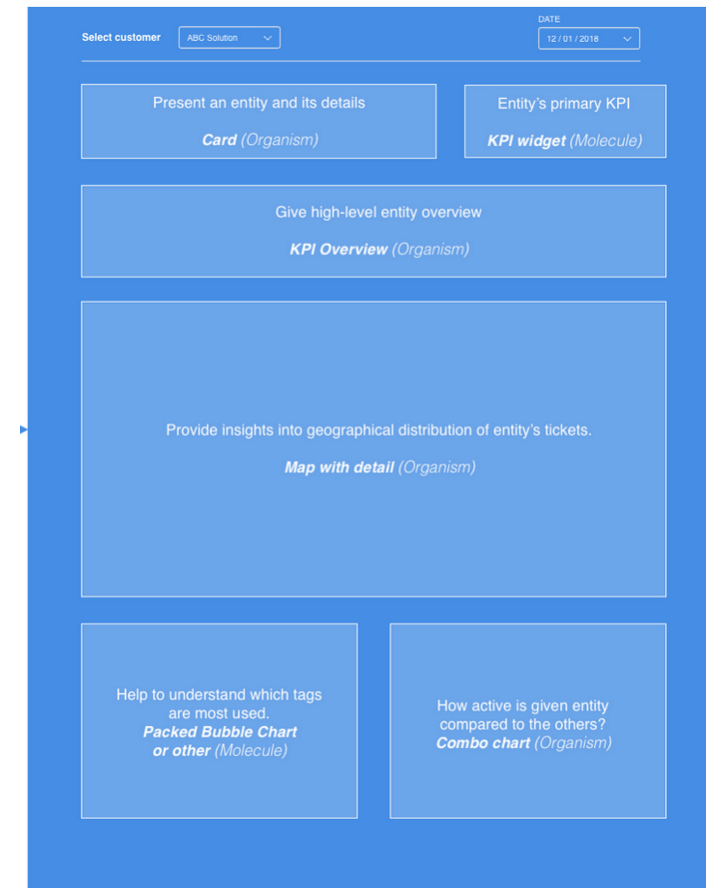 DATE
Select customer
ABC Solution
12 / 01 / 2018
Present an entity and its details
Card (Organism)
Entity's primary KPI
KPI widget (Molecule)
Give high-level entity overview
KPI Overview (Organism)
Provide insights into geographical distribution of entity's tickets.
Map with detail (Organism)
Help to understand which tags
are most used.
Packed Bubble Chart
or other (Molecule)
How active is given entity
compared to the others?
Combo chart (Organism)